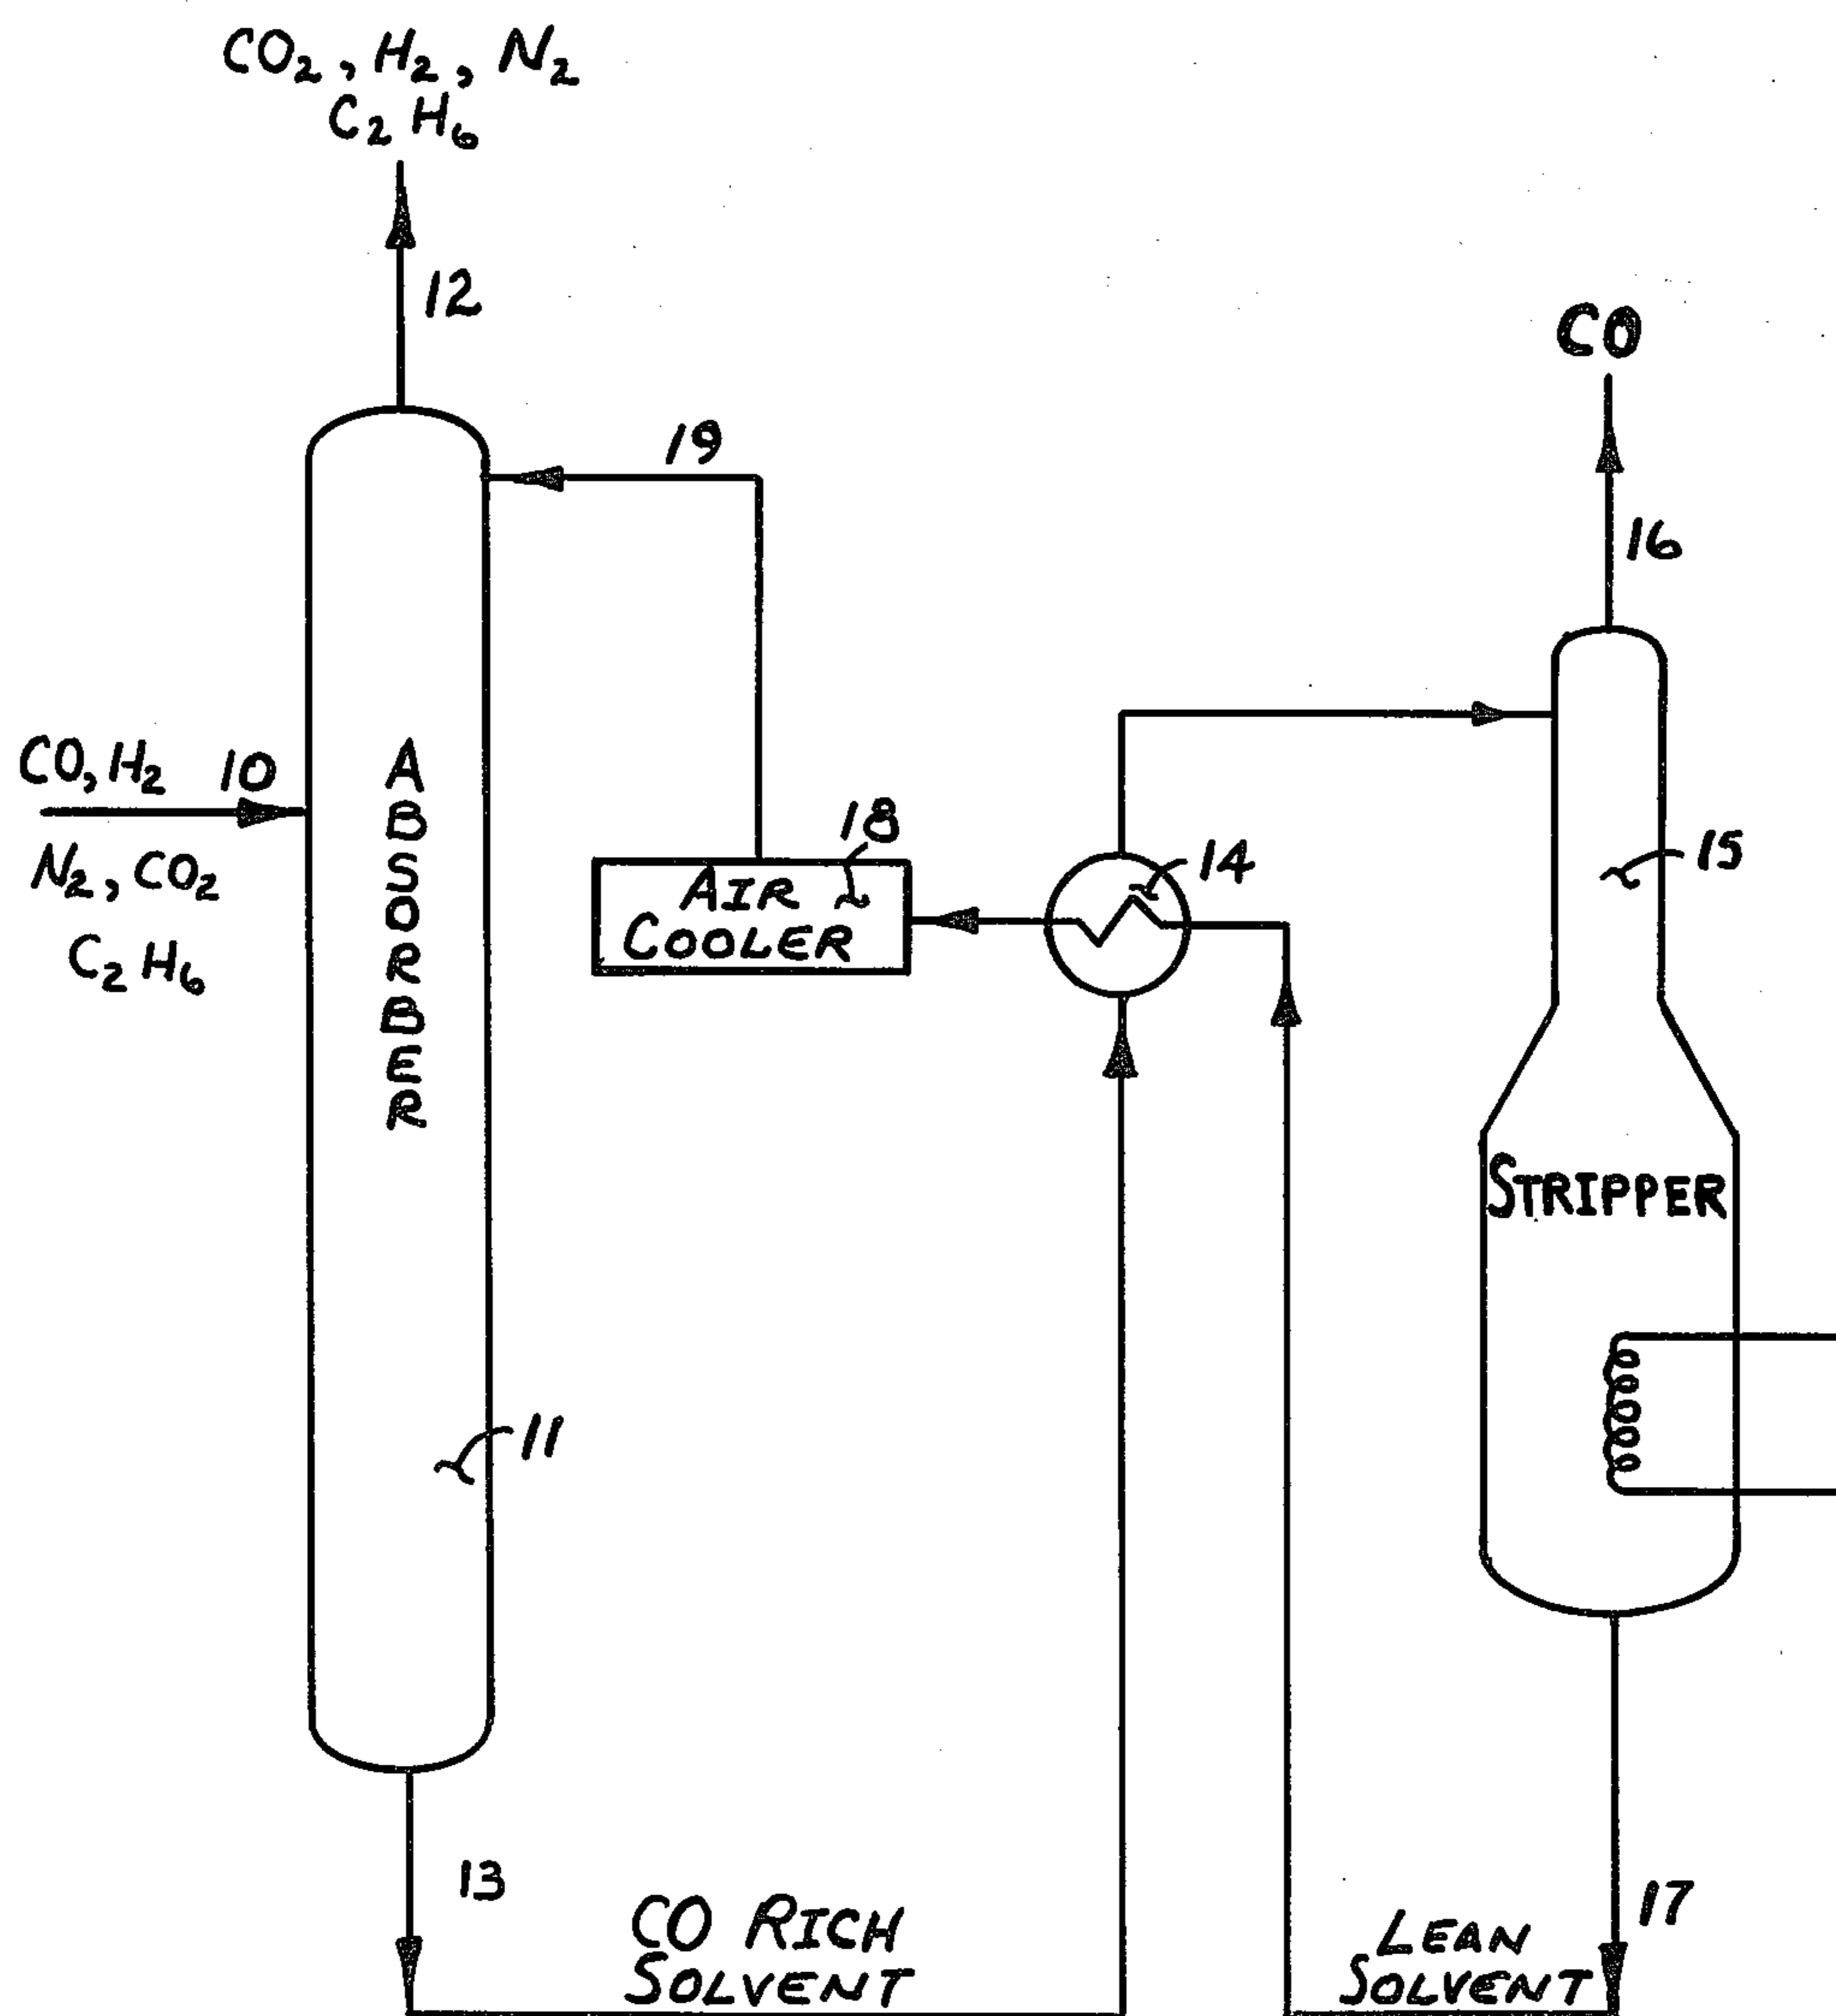 CO₂, H₂, N₂
C₂H₆
12
CO
19
16
CO, H₂ 10
N₂, CO₂
C₂H₆
ABSORBER
18
AIR
COOLER
14
15
STRIPPER
11
13
CO RICH
SOLVENT
LEAN
SOLVENT
17